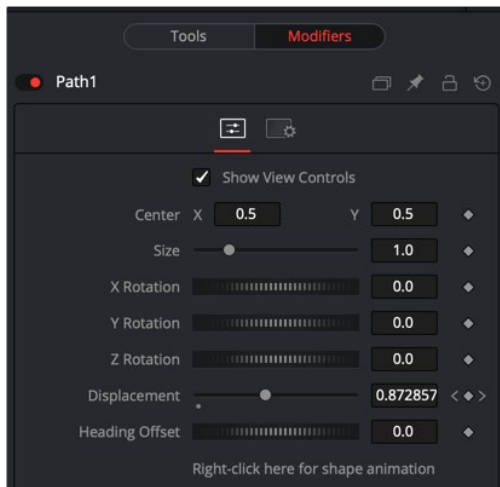 Tools Modifiers
Path1
Show View Controls
Center X 0.5 Y 0.5
Size 1.0
X Rotation 0.0
Y Rotation 0.0
Z Rotation 0.0
Displacement 0.872857
Heading Offset 0.0
Right-click here for shape animation